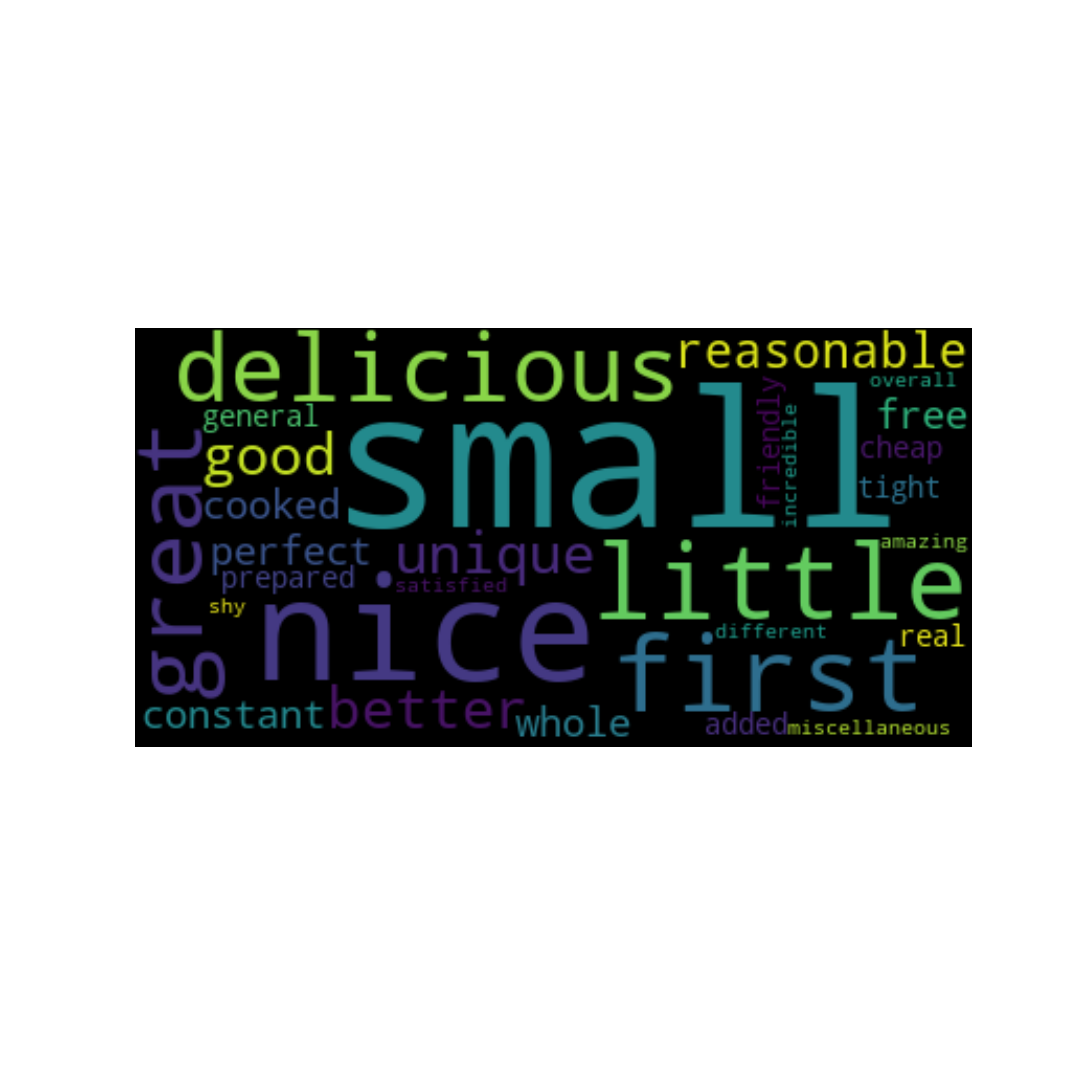 delicious
reasonable
overall
general
small
friendly
incredible
free
great
good
cheap
cooked
tight
perfect
unique
little
amazing
prepared
satisfied
shy
nice
different
real
first
constant
better
whole
added
miscellaneous